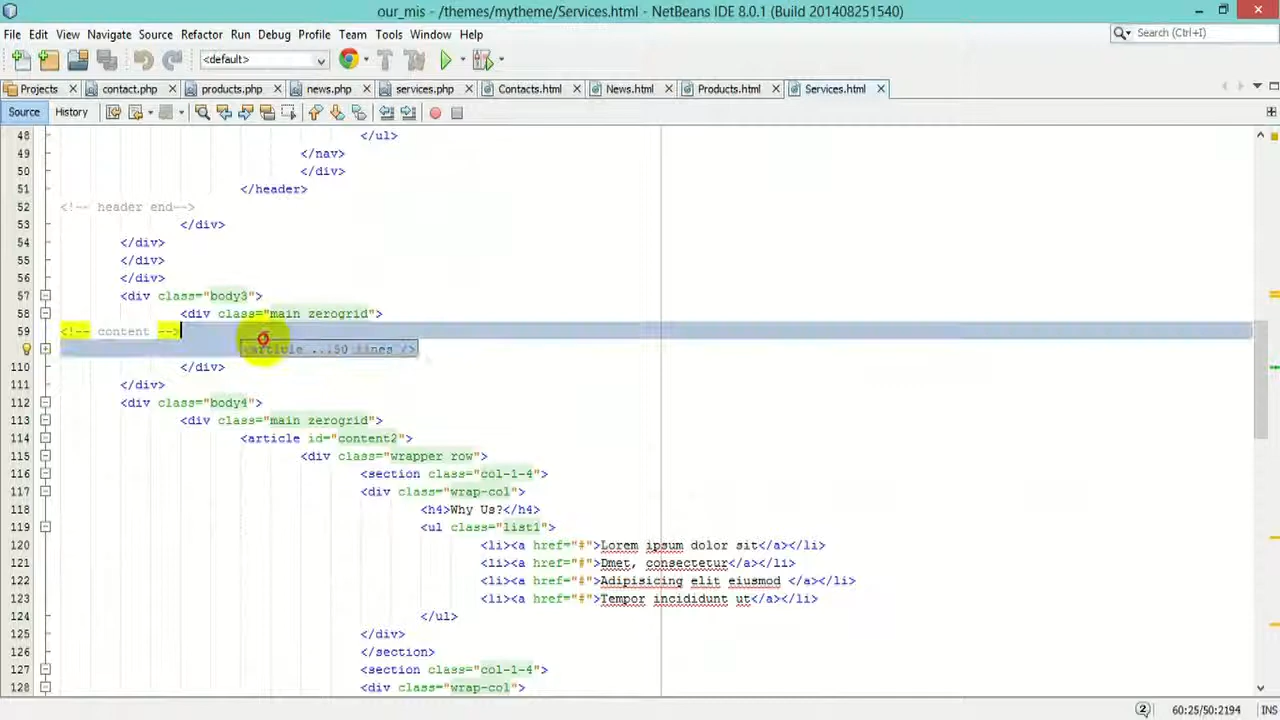 our_mis - /themes/mytheme/Services.html - NetBeans IDE 8.0.1 (Build 201408251540)
File Edit View Navigate Source Refactor Run Debug Profile Team Tools Window Help
Search (Ctrl+I)
<default>
Projects contact.php products.php news.php services.php Contacts.html News.html Products.html Services.html
Source History
48 </ul>
49 </nav>
50 </div>
51 </header>
52 <!-- header end-->
53 </div>
54 </div>
55 </div>
56 </div>
57 <div class="body3">
58 <div class="main zerogrid">
59 <!-- content -->
<article ...50 lines />
110 </div>
111 </div>
112 <div class="body4">
113 <div class="main zerogrid">
114 <article id="content2">
115 <div class="wrapper row">
116 <section class="col-1-4">
117 <div class="wrap-col">
118 <h4>Why Us?</h4>
119 <ul class="list1">
120 <li><a href="#">Lorem ipsum dolor sit</a></li>
121 <li><a href="#">Dmet, consectetur</a></li>
122 <li><a href="#">Adipisicing elit eiusmod </a></li>
123 <li><a href="#">Tempor incididunt ut</a></li>
124 </ul>
125 </div>
126 </section>
127 <section class="col-1-4">
128 <div class="wrap-col">
2 60:25/50:2194 INS